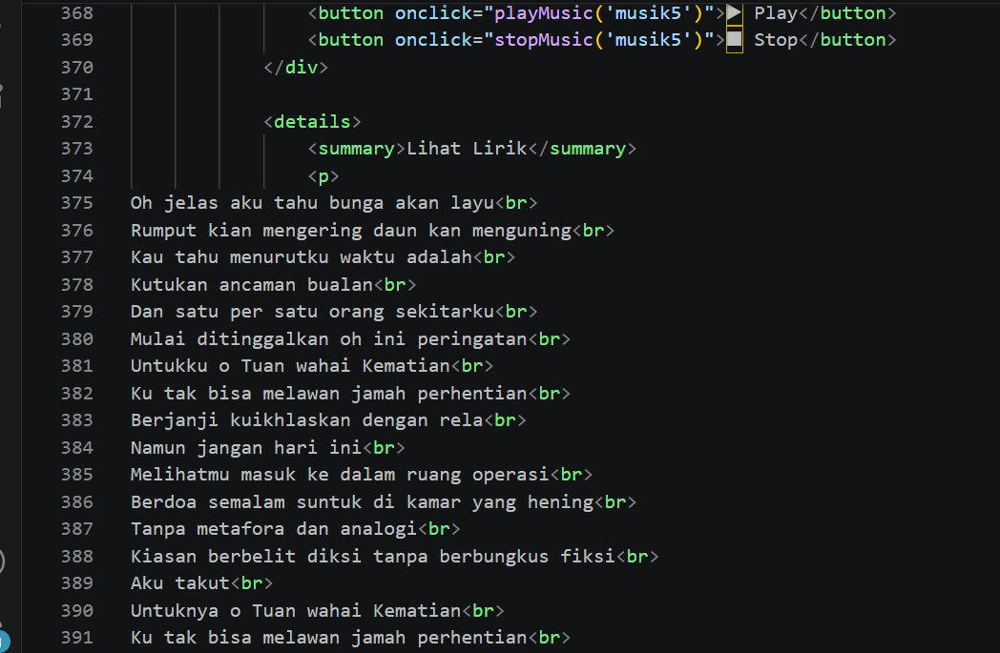 368 <button onclick="playMusic('musik5')">▶ Play</button>
369 <button onclick="stopMusic('musik5')">⏹ Stop</button>
370 </div>
371
372 <details>
373 <summary>Lihat Lirik</summary>
374 <p>
375 Oh jelas aku tahu bunga akan layu<br>
376 Rumput kian mengering daun kan menguning<br>
377 Kau tahu menurutku waktu adalah<br>
378 Kutukan ancaman bualan<br>
379 Dan satu per satu orang sekitarku<br>
380 Mulai ditinggalkan oh ini peringatan<br>
381 Untukku o Tuan wahai Kematian<br>
382 Ku tak bisa melawan jamah perhentian<br>
383 Berjanji kuikhlaskan dengan rela<br>
384 Namun jangan hari ini<br>
385 Melihatmu masuk ke dalam ruang operasi<br>
386 Berdoa semalam suntuk di kamar yang hening<br>
387 Tanpa metafora dan analogi<br>
388 Kiasan berbelit diksi tanpa berbungkus fiksi<br>
389 Aku takut<br>
390 Untuknya o Tuan wahai Kematian<br>
391 Ku tak bisa melawan jamah perhentian<br>